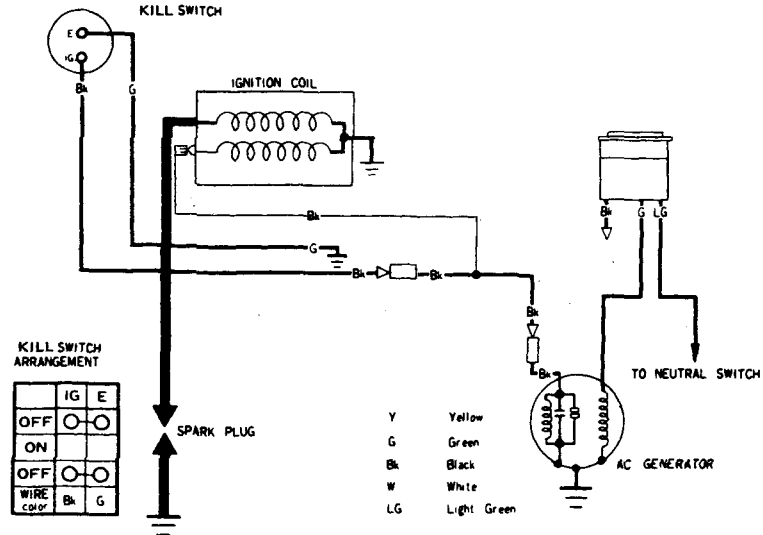 KILL SWITCH
E
IG
Bk
G
IGNITION COIL
Bk
G
Bk
Bk
Bk
Bk
Bk
G
LG
TO NEUTRAL SWITCH
AC GENERATOR
SPARK PLUG
KILL SWITCH
ARRANGEMENT
IG E
OFF
ON
OFF
WIRE
color Bk G
Y Yellow
G Green
Bk Black
W White
LG Light Green